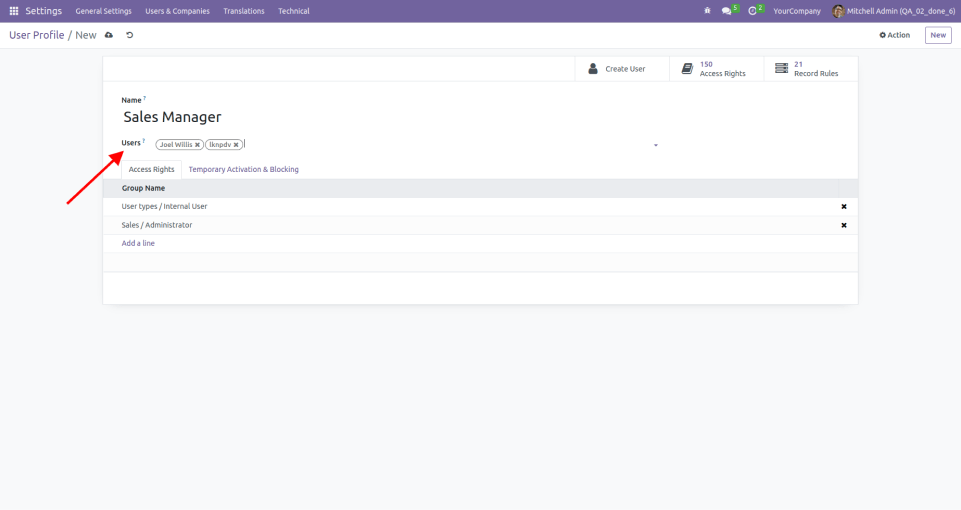 Settings General Settings Users & Companies Translations Technical 5 2 YourCompany Mitchell Admin (QA_02_done_6)
User Profile / New Action New
Create User 150 Access Rights 21 Record Rules
Name ?
Sales Manager
Users ? Joel Willis × lknpdv ×
Access Rights Temporary Activation & Blocking
Group Name
User types / Internal User ×
Sales / Administrator ×
Add a line